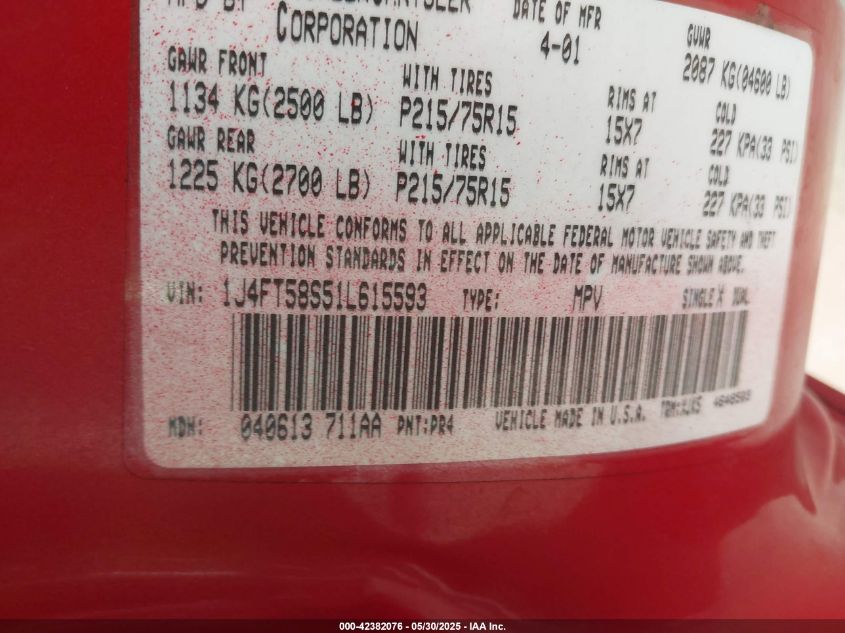 MFD BY DATE OF MFR GVWR
CORPORATION 4-01 2087 KG(04600 LB)
GAWR FRONT WITH TIRES RIMS AT COLD
1134 KG(2500 LB) P215/75R15 15X7 227 KPA(33 PSI)
GAWR REAR WITH TIRES RIMS AT COLD
1225 KG(2700 LB) P215/75R15 15X7 227 KPA(33 PSI)
THIS VEHICLE CONFORMS TO ALL APPLICABLE FEDERAL MOTOR VEHICLE SAFETY AND THEFT
PREVENTION STANDARDS IN EFFECT ON THE DATE OF MANUFACTURE SHOWN ABOVE.
VIN: 1J4FT58S51L615593 TYPE: MPV SINGLE X DUAL
MDH: 040613 711AA PNT:PR4 VEHICLE MADE IN U.S.A.
000-42382076 - 05/30/2025 - IAA Inc.